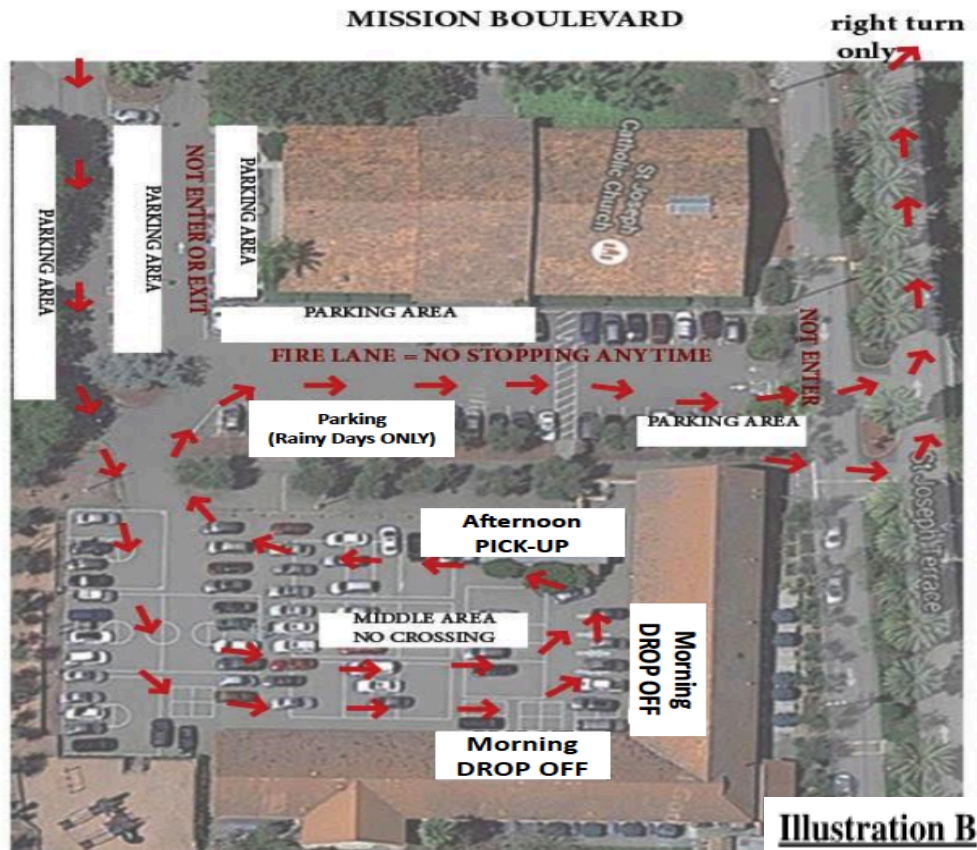 MISSION BOULEVARD
right turn
only
PARKING AREA
PARKING AREA
NOT ENTER OR EXIT
PARKING AREA
St Joseph
Catholic Church
PARKING AREA
FIRE LANE = NO STOPPING ANYTIME
NOT ENTER
Parking
(Rainy Days ONLY)
PARKING AREA
St Joseph Terrace
Afternoon
PICK-UP
MIDDLE AREA
NO CROSSING
Morning
DROP OFF
Morning
DROP OFF
Illustration B